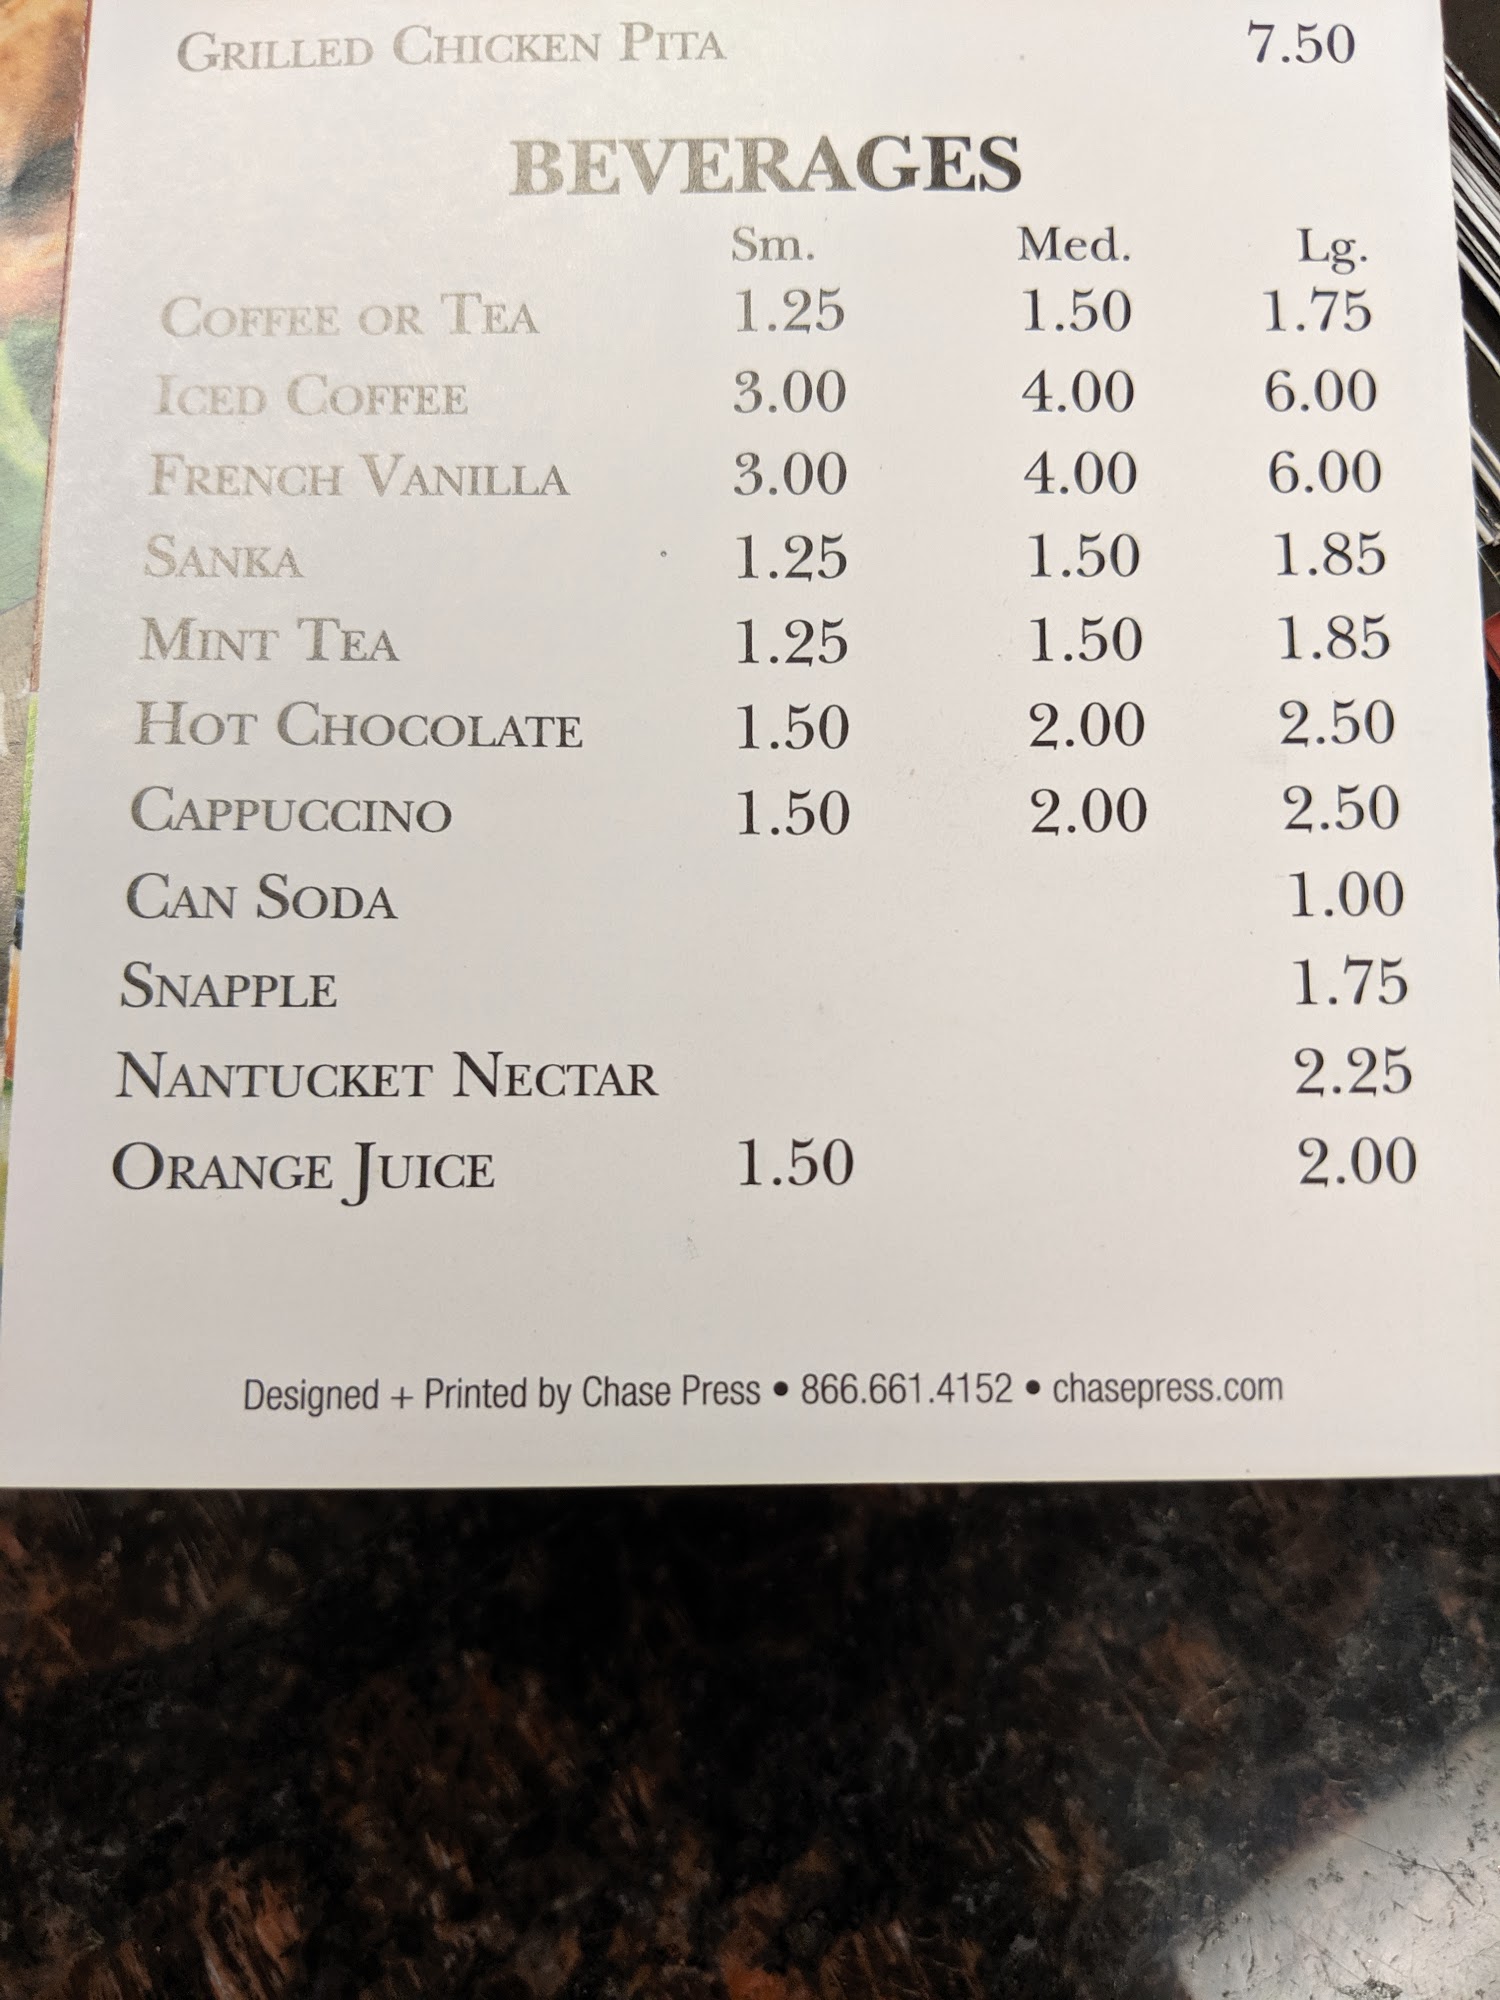 Grilled Chicken Pita 7.50
BEVERAGES
Sm. Med. Lg.
Coffee or Tea 1.25 1.50 1.75
Iced Coffee 3.00 4.00 6.00
French Vanilla 3.00 4.00 6.00
Sanka 1.25 1.50 1.85
Mint Tea 1.25 1.50 1.85
Hot Chocolate 1.50 2.00 2.50
Cappuccino 1.50 2.00 2.50
Can Soda 1.00
Snapple 1.75
Nantucket Nectar 2.25
Orange Juice 1.50 2.00
Designed + Printed by Chase Press • 866.661.4152 • chasepress.com